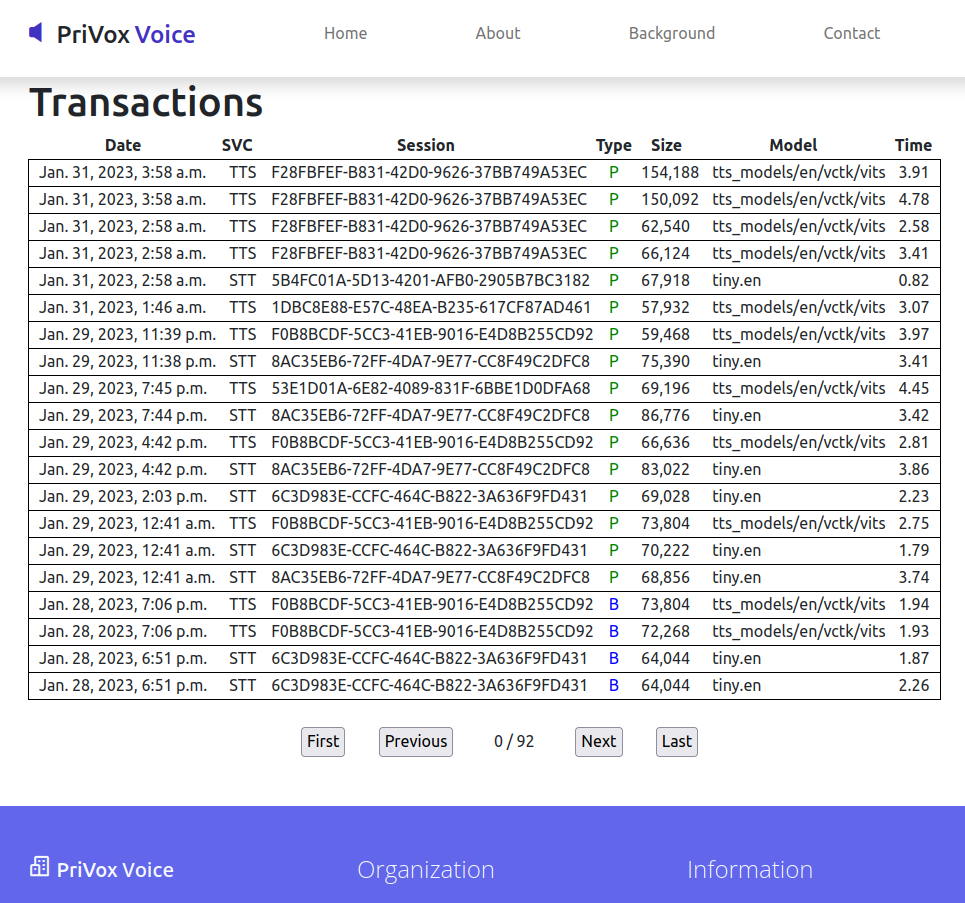 PriVox Voice Home About Background Contact
Transactions
Date SVC Session Type Size Model Time
Jan. 31, 2023, 3:58 a.m. TTS F28FBFEF-B831-42D0-9626-37BB749A53EC P 154,188 tts_models/en/vctk/vits 3.91
Jan. 31, 2023, 3:58 a.m. TTS F28FBFEF-B831-42D0-9626-37BB749A53EC P 150,092 tts_models/en/vctk/vits 4.78
Jan. 31, 2023, 2:58 a.m. TTS F28FBFEF-B831-42D0-9626-37BB749A53EC P 62,540 tts_models/en/vctk/vits 2.58
Jan. 31, 2023, 2:58 a.m. TTS F28FBFEF-B831-42D0-9626-37BB749A53EC P 66,124 tts_models/en/vctk/vits 3.41
Jan. 31, 2023, 2:58 a.m. STT 5B4FC01A-5D13-4201-AFB0-2905B7BC3182 P 67,918 tiny.en 0.82
Jan. 31, 2023, 1:46 a.m. TTS 1DBC8E88-E57C-48EA-B235-617CF87AD461 P 57,932 tts_models/en/vctk/vits 3.07
Jan. 29, 2023, 11:39 p.m. TTS F0B8BCDF-5CC3-41EB-9016-E4D8B255CD92 P 59,468 tts_models/en/vctk/vits 3.97
Jan. 29, 2023, 11:38 p.m. STT 8AC35EB6-72FF-4DA7-9E77-CC8F49C2DFC8 P 75,390 tiny.en 3.41
Jan. 29, 2023, 7:45 p.m. TTS 53E1D01A-6E82-4089-831F-6BBE1D0DFA68 P 69,196 tts_models/en/vctk/vits 4.45
Jan. 29, 2023, 7:44 p.m. STT 8AC35EB6-72FF-4DA7-9E77-CC8F49C2DFC8 P 86,776 tiny.en 3.42
Jan. 29, 2023, 4:42 p.m. TTS F0B8BCDF-5CC3-41EB-9016-E4D8B255CD92 P 66,636 tts_models/en/vctk/vits 2.81
Jan. 29, 2023, 4:42 p.m. STT 8AC35EB6-72FF-4DA7-9E77-CC8F49C2DFC8 P 83,022 tiny.en 3.86
Jan. 29, 2023, 2:03 p.m. STT 6C3D983E-CCFC-464C-B822-3A636F9FD431 P 69,028 tiny.en 2.23
Jan. 29, 2023, 12:41 a.m. TTS F0B8BCDF-5CC3-41EB-9016-E4D8B255CD92 P 73,804 tts_models/en/vctk/vits 2.75
Jan. 29, 2023, 12:41 a.m. STT 6C3D983E-CCFC-464C-B822-3A636F9FD431 P 70,222 tiny.en 1.79
Jan. 29, 2023, 12:41 a.m. STT 8AC35EB6-72FF-4DA7-9E77-CC8F49C2DFC8 P 68,856 tiny.en 3.74
Jan. 28, 2023, 7:06 p.m. TTS F0B8BCDF-5CC3-41EB-9016-E4D8B255CD92 B 73,804 tts_models/en/vctk/vits 1.94
Jan. 28, 2023, 7:06 p.m. TTS F0B8BCDF-5CC3-41EB-9016-E4D8B255CD92 B 72,268 tts_models/en/vctk/vits 1.93
Jan. 28, 2023, 6:51 p.m. STT 6C3D983E-CCFC-464C-B822-3A636F9FD431 B 64,044 tiny.en 1.87
Jan. 28, 2023, 6:51 p.m. STT 6C3D983E-CCFC-464C-B822-3A636F9FD431 B 64,044 tiny.en 2.26
First Previous 0 / 92 Next Last
PriVox Voice Organization Information